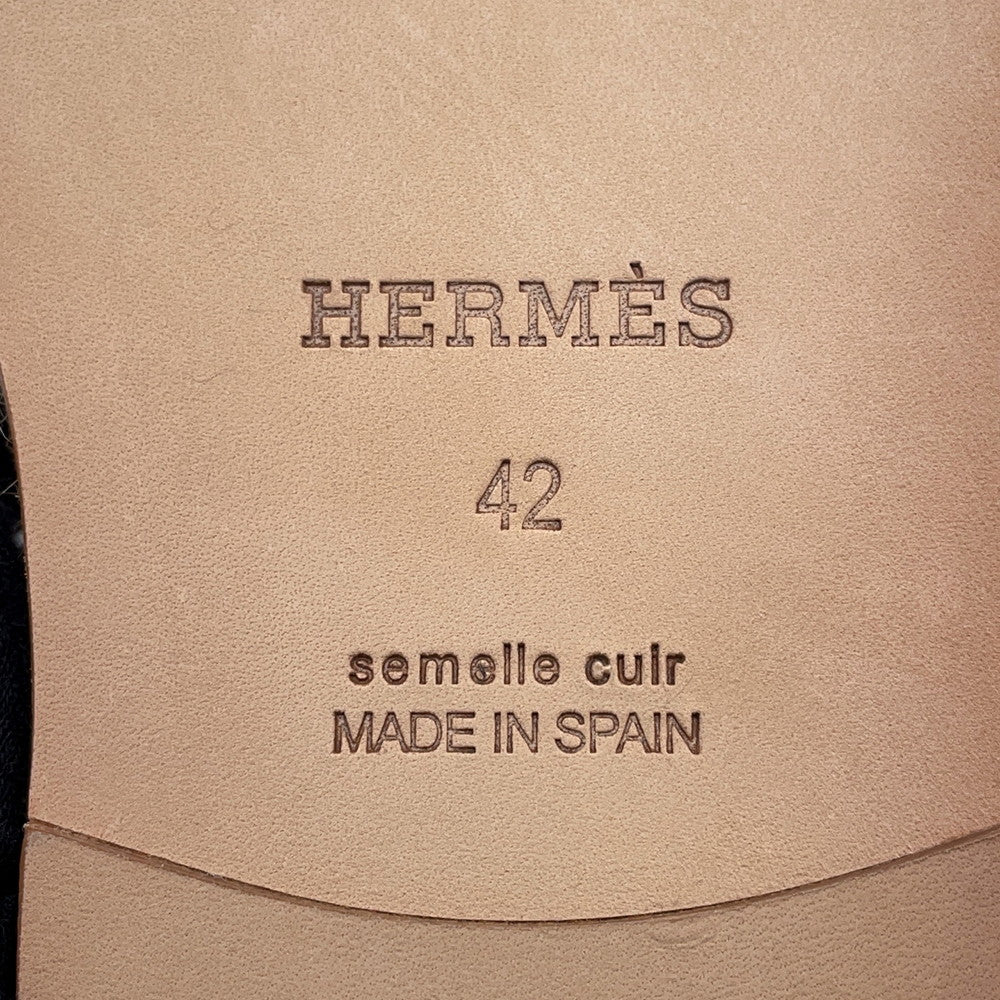 HERMÈS
42
semelle cuir
MADE IN SPAIN